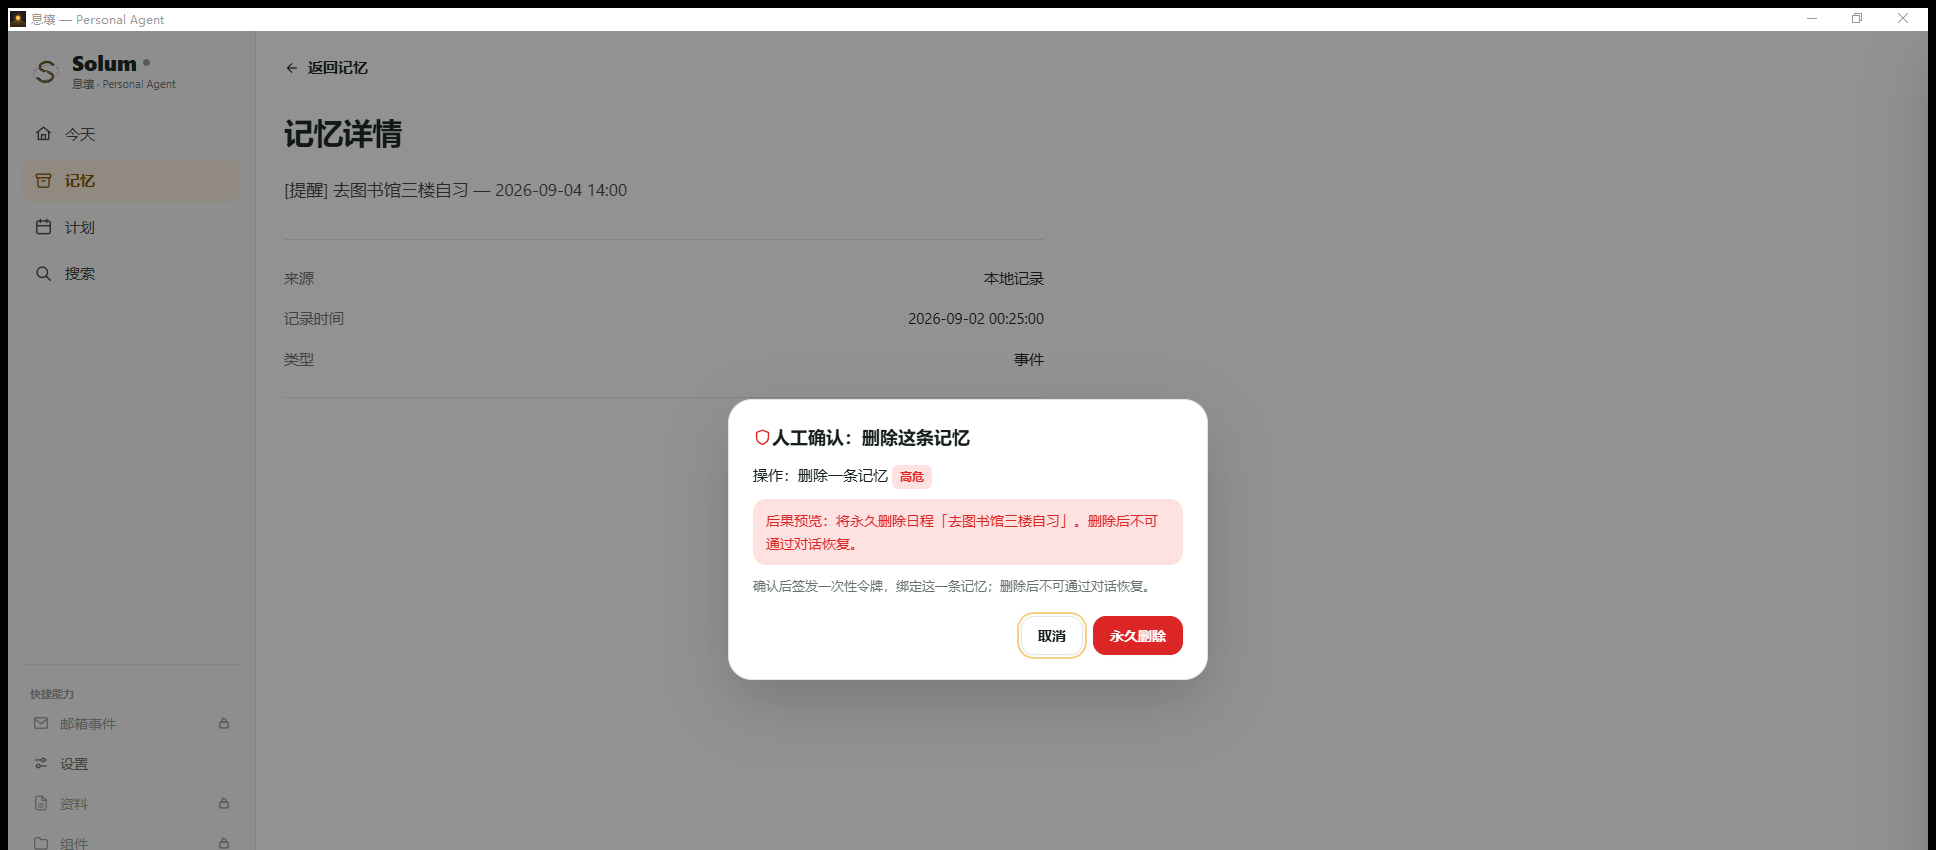 息壤 — Personal Agent
Solum
息壤 · Personal Agent
今天
记忆
计划
搜索
快捷能力
邮箱事件
设置
资料
组件
返回记忆
记忆详情
[提醒] 去图书馆三楼自习 — 2026-09-04 14:00
来源 本地记录
记录时间 2026-09-02 00:25:00
类型 事件
人工确认：删除这条记忆
操作：删除一条记忆 高危
后果预览：将永久删除日程「去图书馆三楼自习」。删除后不可
通过对话恢复。
确认后签发一次性令牌，绑定这一条记忆；删除后不可通过对话恢复。
取消 永久删除